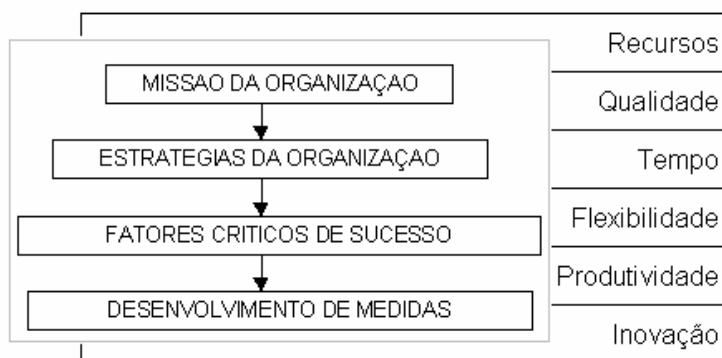 MISSAO DA ORGANIZAÇAO
ESTRATEGIAS DA ORGANIZAÇAO
FATORES CRITICOS DE SUCESSO
DESENVOLVIMENTO DE MEDIDAS
Recursos
Qualidade
Tempo
Flexibilidade
Produtividade
Inovação